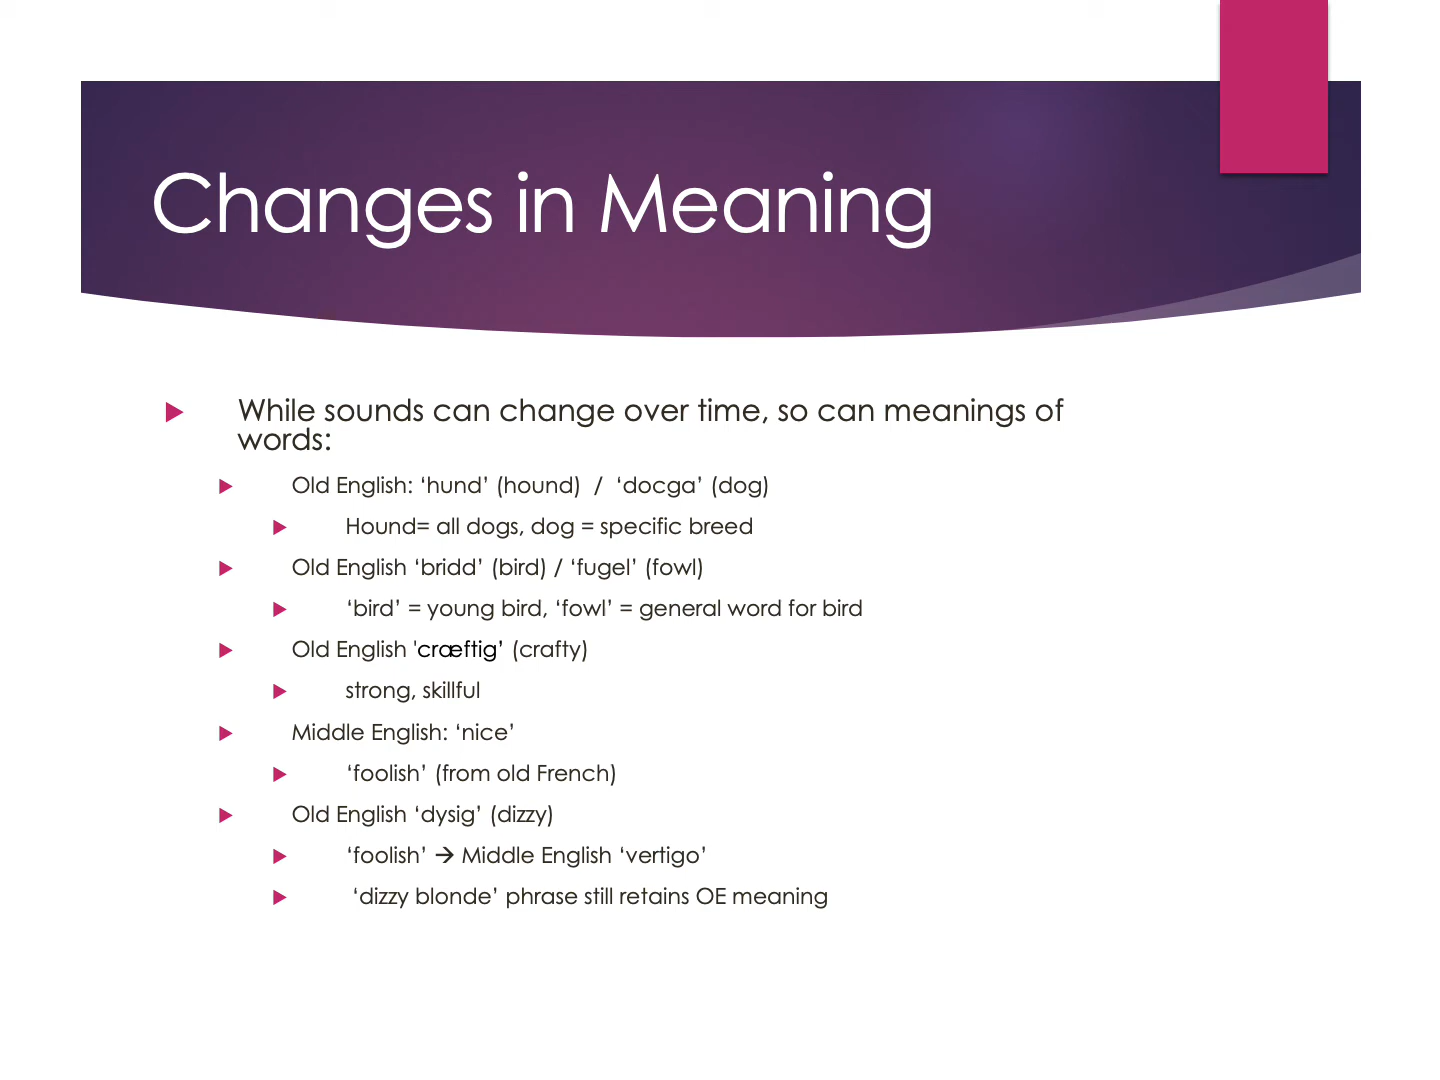 Changes in Meaning
While sounds can change over time, so can meanings of
words:
Old English: ‘hund’ (hound)  /  ‘docga’ (dog)
Hound= all dogs, dog = specific breed
Old English ‘bridd’ (bird) / ‘fugel’ (fowl)
‘bird’ = young bird, ‘fowl’ = general word for bird
Old English 'cræftig’ (crafty)
strong, skillful
Middle English: ‘nice’
‘foolish’ (from old French)
Old English ‘dysig’ (dizzy)
‘foolish’ → Middle English ‘vertigo’
‘dizzy blonde’ phrase still retains OE meaning